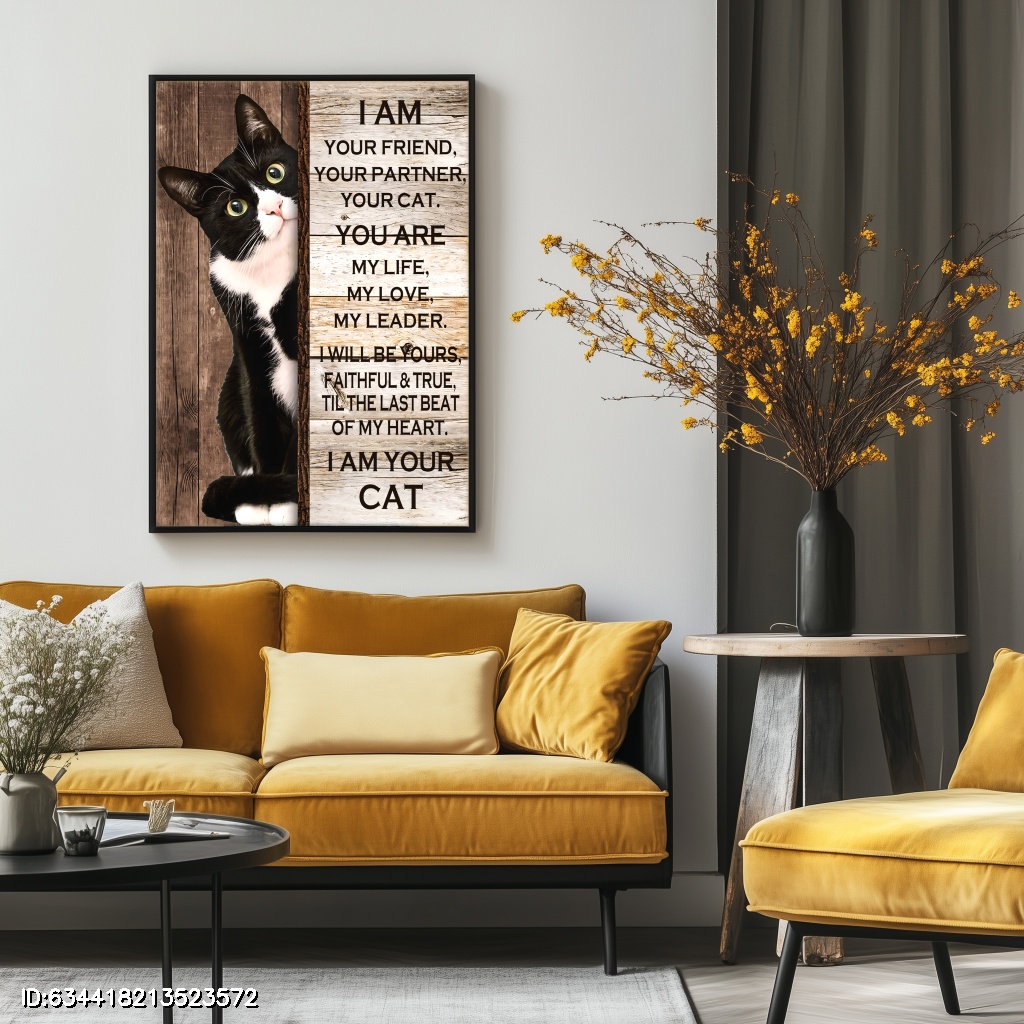 I AM
YOUR FRIEND,
YOUR PARTNER,
YOUR CAT.
YOU ARE
MY LIFE,
MY LOVE,
MY LEADER.
I WILL BE YOURS,
FAITHFUL & TRUE,
TIL THE LAST BEAT
OF MY HEART.
I AM YOUR
CAT
ID:634418213523572